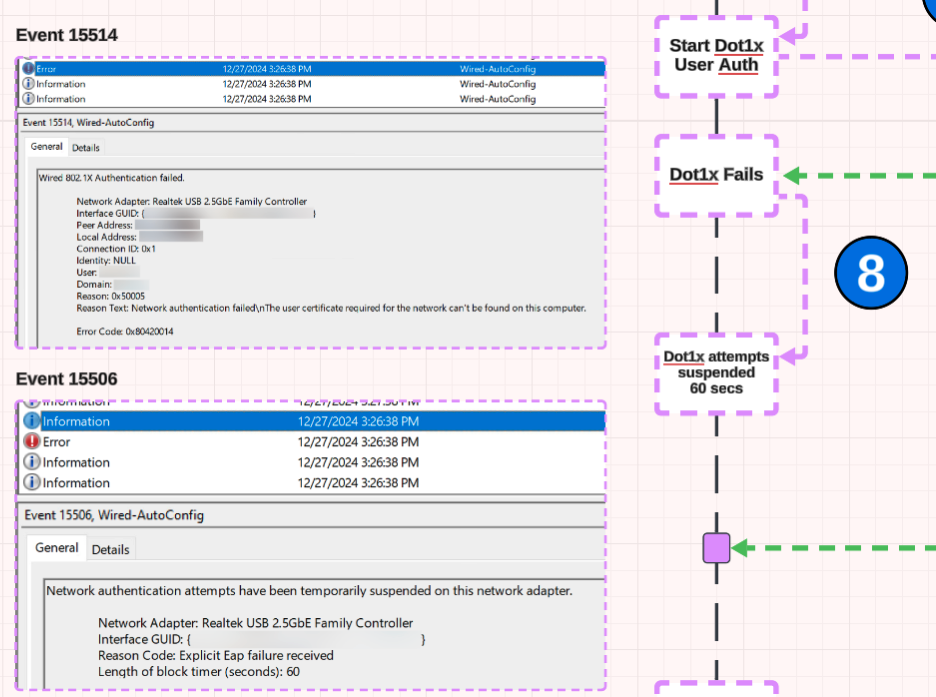 Event 15514
Error 12/27/2024 3:26:38 PM Wired-AutoConfig
Information 12/27/2024 3:26:38 PM Wired-AutoConfig
Information 12/27/2024 3:26:38 PM Wired-AutoConfig
Event 15514, Wired-AutoConfig
General Details
Wired 802.1X Authentication failed.
Network Adapter: Realtek USB 2.5GbE Family Controller
Interface GUID: { }
Peer Address:
Local Address:
Connection ID: 0x1
Identity: NULL
User:
Domain:
Reason: 0x50005
Reason Text: Network authentication failed\nThe user certificate required for the network can't be found on this computer.
Error Code: 0x80420014
Event 15506
Information
Information 12/27/2024 3:26:38 PM
Error 12/27/2024 3:26:38 PM
Information 12/27/2024 3:26:38 PM
Information 12/27/2024 3:26:38 PM
Event 15506, Wired-AutoConfig
General Details
Network authentication attempts have been temporarily suspended on this network adapter.
Network Adapter: Realtek USB 2.5GbE Family Controller
Interface GUID: { }
Reason Code: Explicit Eap failure received
Length of block timer (seconds): 60
Start Dot1x
User Auth
Dot1x Fails
8
Dot1x attempts
suspended
60 secs